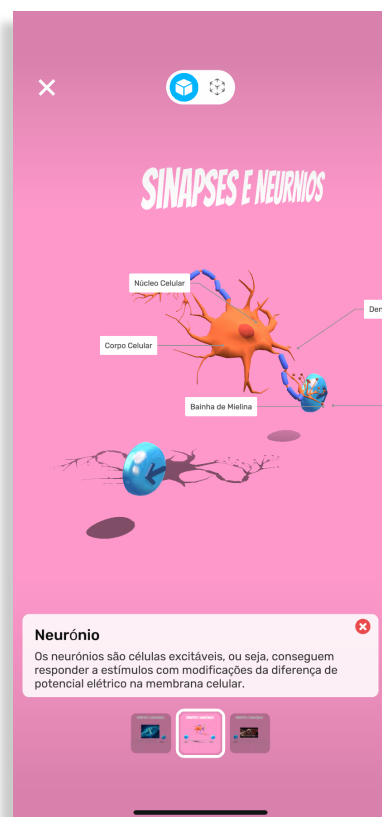 SINAPSES E NEURNIOS
Núcleo Celular
Den
Corpo Celular
Bainha de Mielina
Neurónio
Os neurónios são células excitáveis, ou seja, conseguem
responder a estímulos com modificações da diferença de
potencial elétrico na membrana celular.